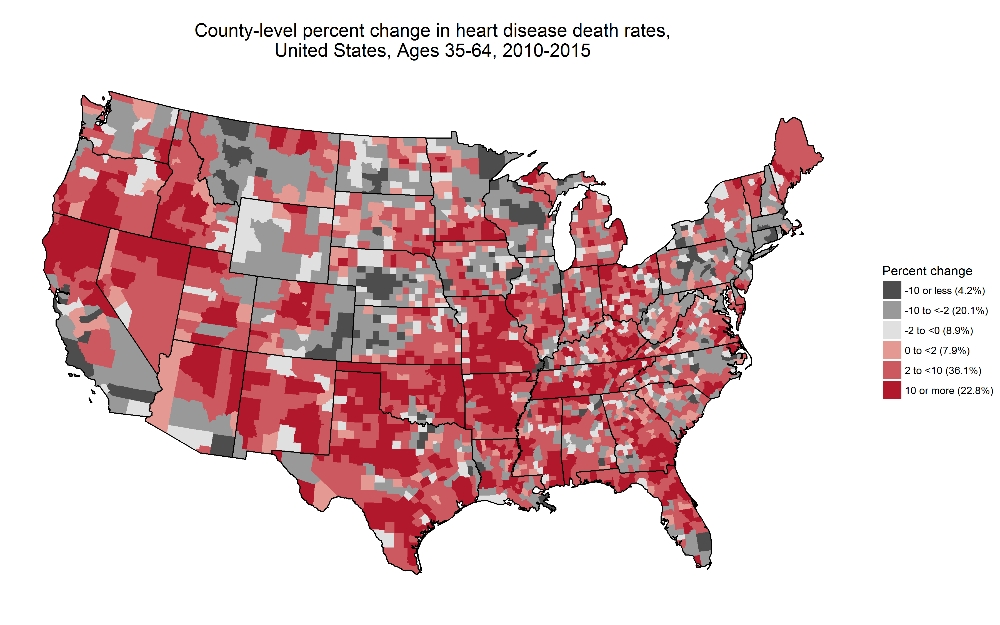 County-level percent change in heart disease death rates,
United States, Ages 35-64, 2010-2015
Percent change
-10 or less (4.2%)
-10 to <-2 (20.1%)
-2 to <0 (8.9%)
0 to <2 (7.9%)
2 to <10 (36.1%)
10 or more (22.8%)